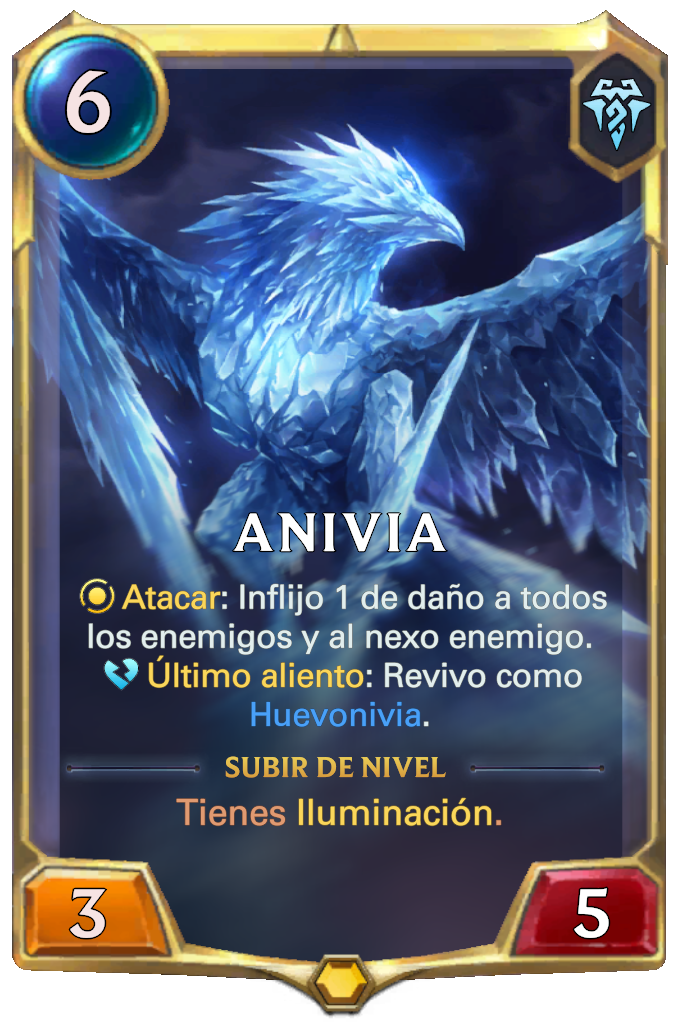 6
ANIVIA
Atacar: Inflijo 1 de daño a todos
los enemigos y al nexo enemigo.
Último aliento: Revivo como
Huevonivia.
SUBIR DE NIVEL
Tienes Iluminación.
3
5